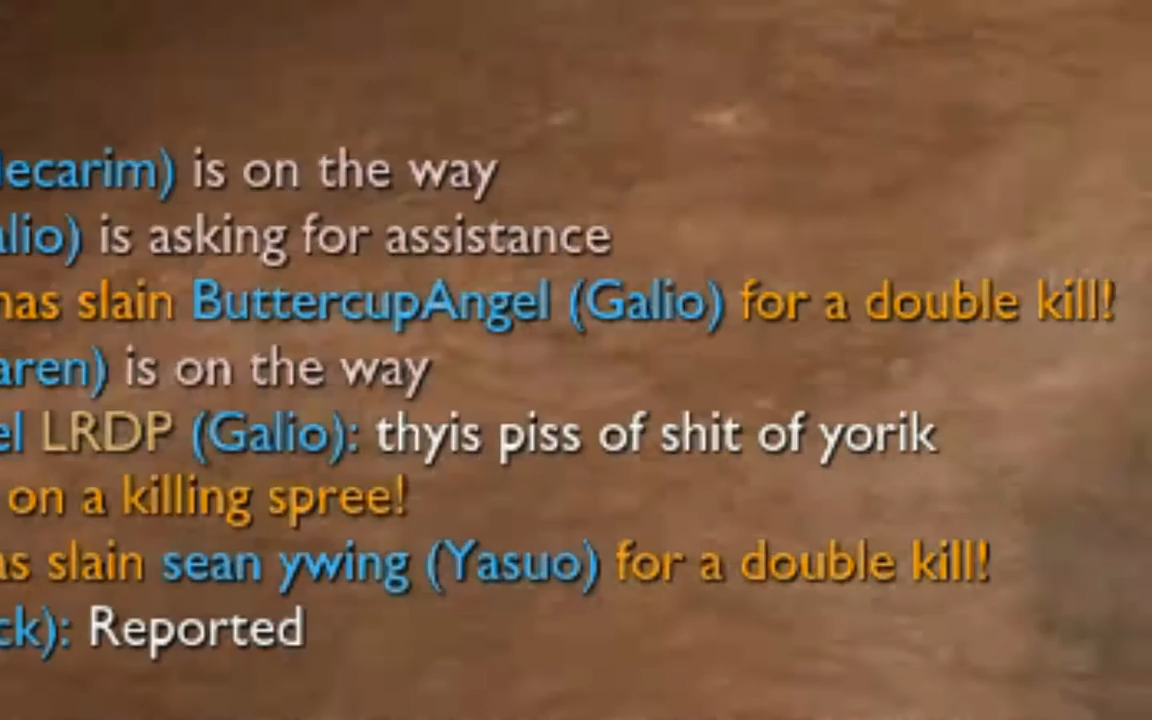 ecarim) is on the way
alio) is asking for assistance
has slain ButtercupAngel (Galio) for a double kill!
aren) is on the way
el LRDP (Galio): thyis piss of shit of yorik
on a killing spree!
as slain sean ywing (Yasuo) for a double kill!
ck): Reported